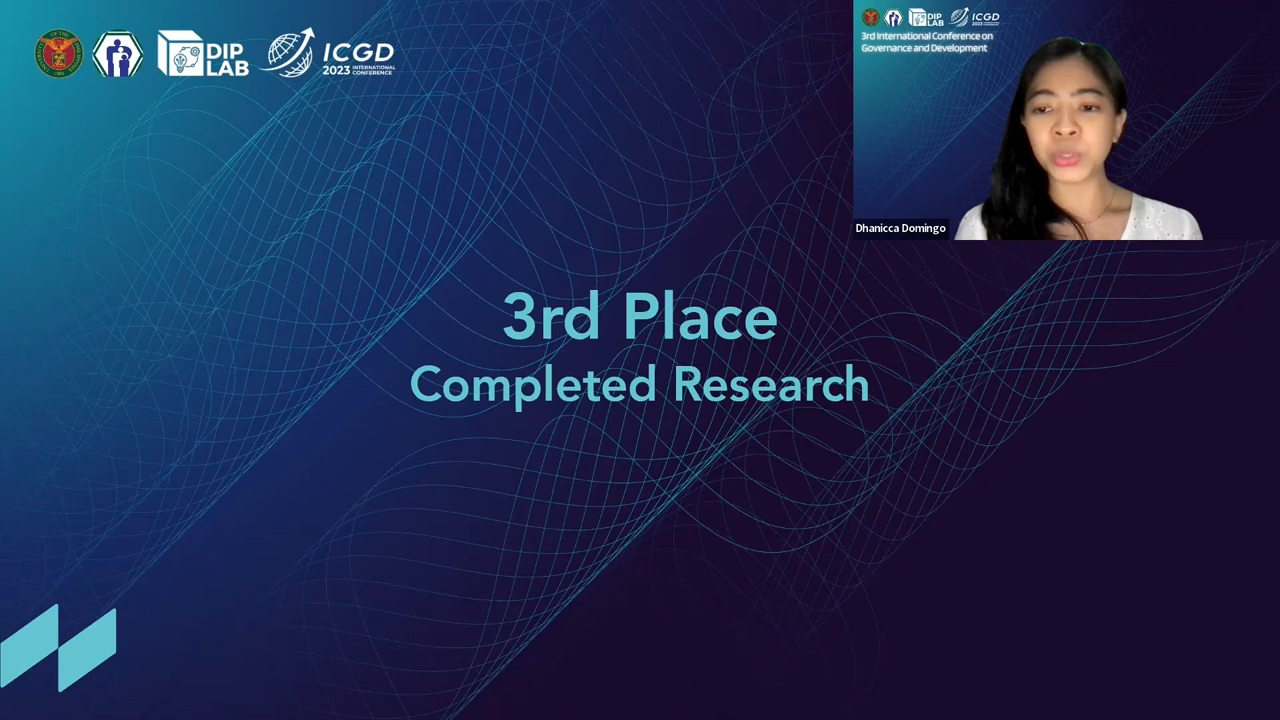 DIP
LAB
ICGD
2023 INTERNATIONAL
CONFERENCE
DIP
LAB
ICGD
3rd International Conference on
Governance and Development
Dhanicca Domingo
3rd Place
Completed Research